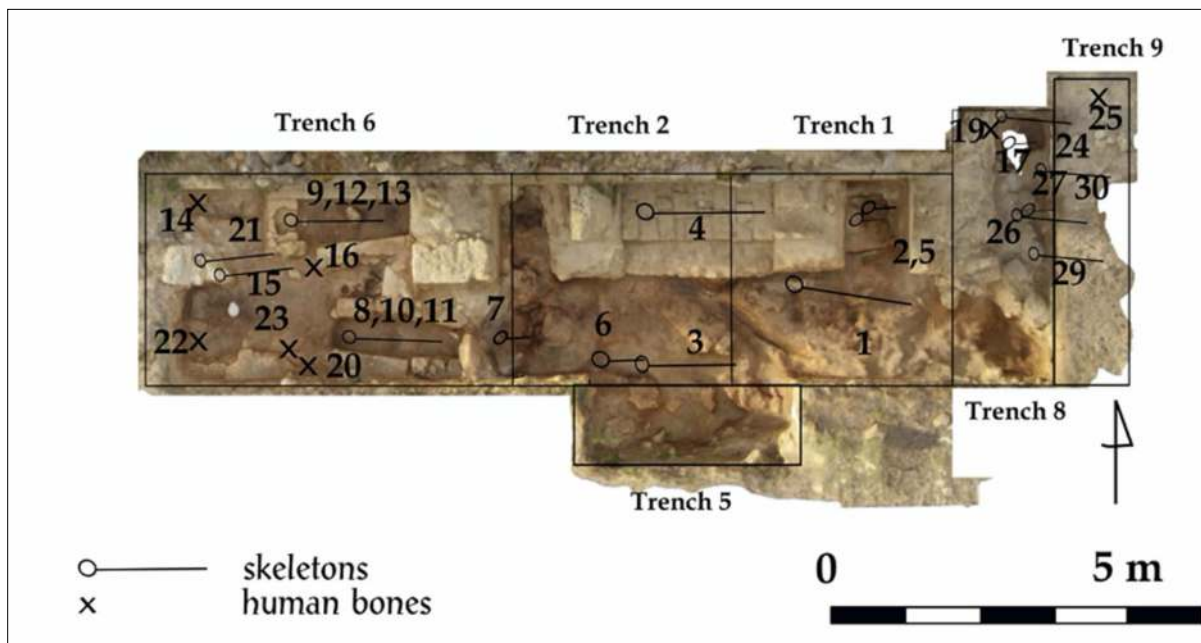 Trench 9
Trench 6
Trench 2
Trench 1
25
19
24
17
9,12,13
27
30
14
21
4
26
2,5
16
29
15
8,10,11
7
23
6
3
1
22
20
Trench 8
Trench 5
skeletons
human bones
0
5 m